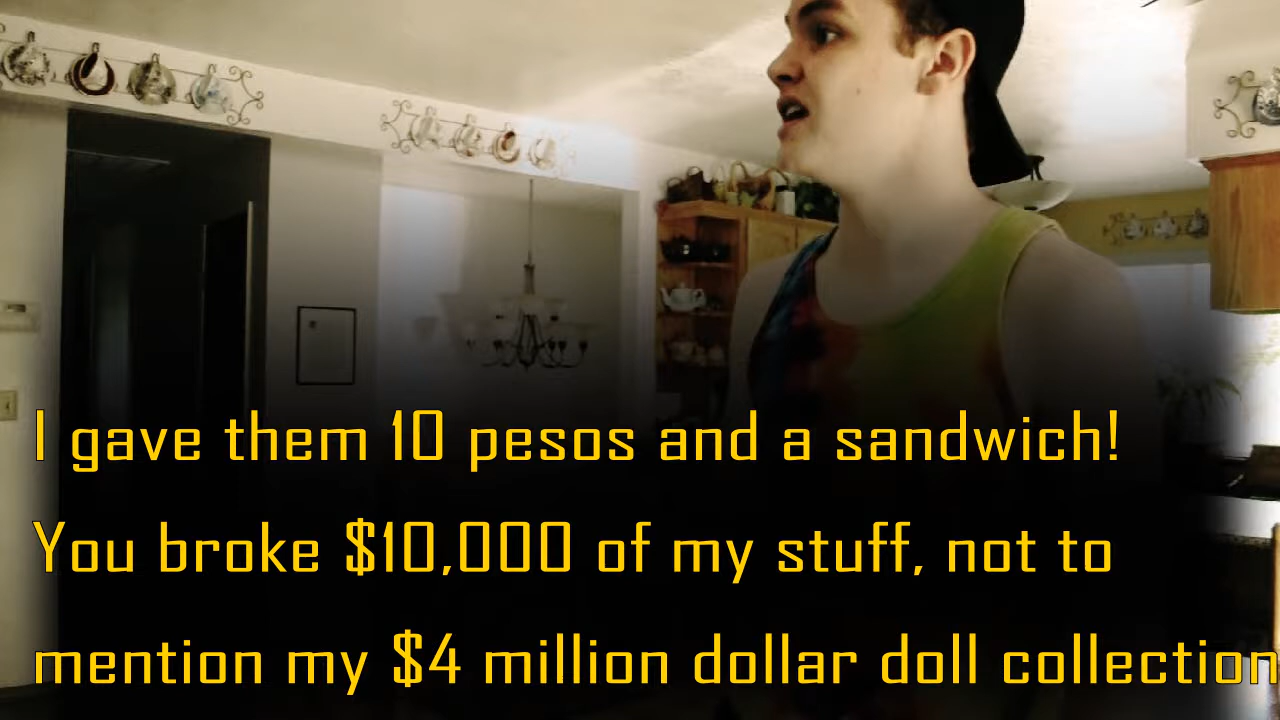 I gave them 10 pesos and a sandwich!
You broke $10,000 of my stuff, not to
mention my $4 million dollar doll collection